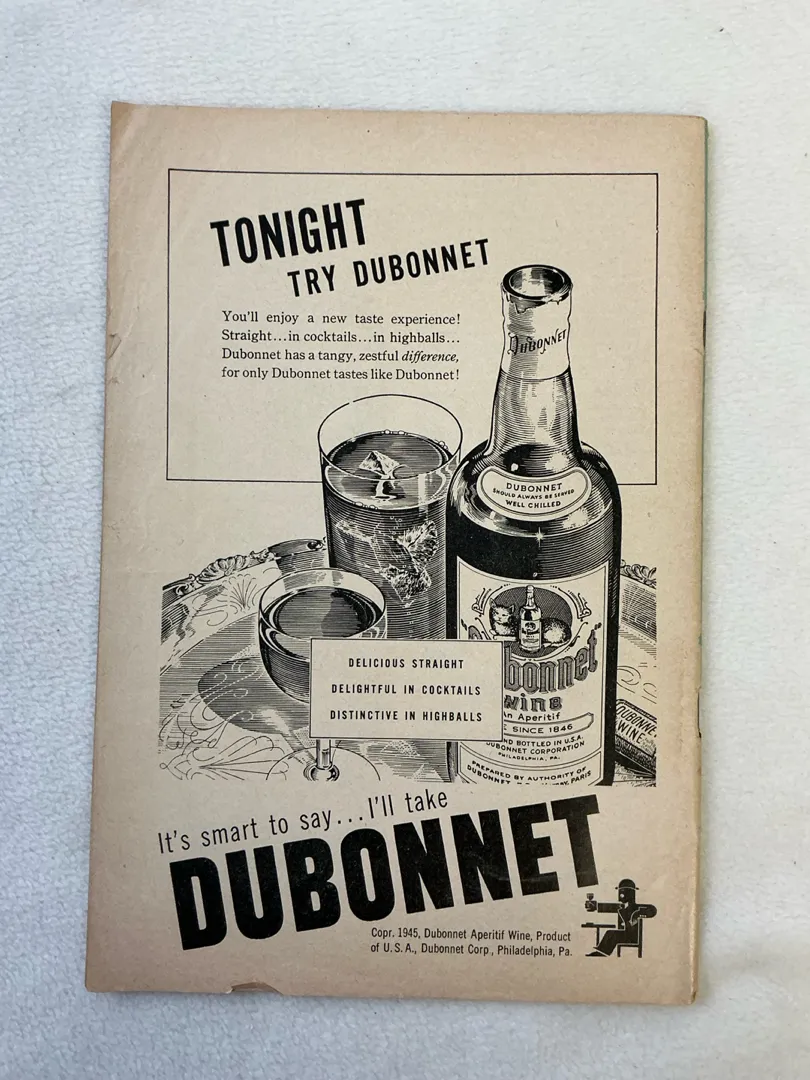 TONIGHT
TRY DUBONNET
You'll enjoy a new taste experience!
Straight...in cocktails...in highballs...
Dubonnet has a tangy, zestful difference,
for only Dubonnet tastes like Dubonnet!
DUBONNET
DUBONNET
SHOULD ALWAYS BE SERVED
WELL CHILLED
DELICIOUS STRAIGHT
DELIGHTFUL IN COCKTAILS
DISTINCTIVE IN HIGHBALLS
bonnet
Wine
An Aperitif
SINCE 1846
AND BOTTLED IN U.S.A.
DUBONNET CORPORATION
PHILADELPHIA, PA.
PREPARED BY AUTHORITY OF
DUBONNET PARIS
DUBONNET
WINE
It's smart to say...I'll take
DUBONNET
Copr. 1945, Dubonnet Aperitif Wine, Product
of U.S.A., Dubonnet Corp., Philadelphia, Pa.